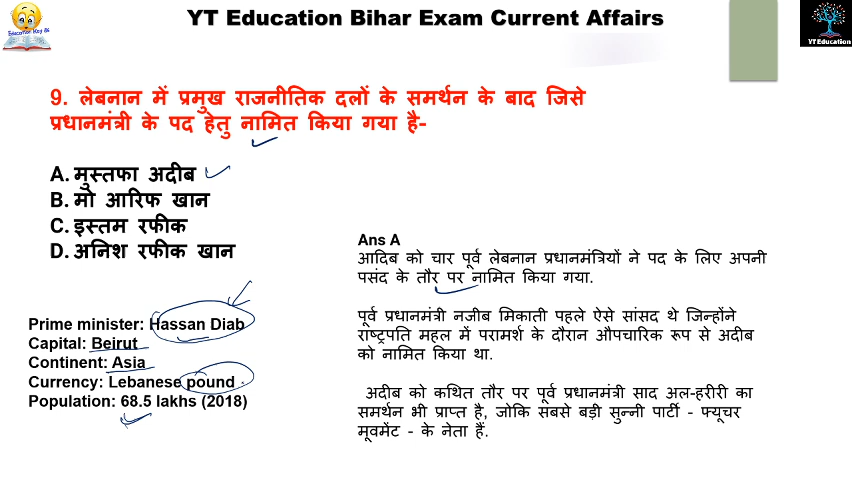 YT Education Bihar Exam Current Affairs
Education Key GS
YT Education
9. लेबनान में प्रमुख राजनीतिक दलों के समर्थन के बाद जिसे
प्रधानमंत्री के पद हेतु नामित किया गया है-
A. मुस्तफा अदीब
B. मो आरिफ खान
C. इस्तम रफीक
D. अनिश रफीक खान
Prime minister: Hassan Diab
Capital: Beirut
Continent: Asia
Currency: Lebanese pound
Population: 68.5 lakhs (2018)
Ans A
आदिब को चार पूर्व लेबनान प्रधानमंत्रियों ने पद के लिए अपनी
पसंद के तौर पर नामित किया गया.
पूर्व प्रधानमंत्री नजीब मिकाती पहले ऐसे सांसद थे जिन्होंने
राष्ट्रपति महल में परामर्श के दौरान औपचारिक रूप से अदीब
को नामित किया था.
अदीब को कथित तौर पर पूर्व प्रधानमंत्री साद अल-हरीरी का
समर्थन भी प्राप्त है, जोकि सबसे बड़ी सुन्नी पार्टी - फ्यूचर
मूवमेंट - के नेता हैं.